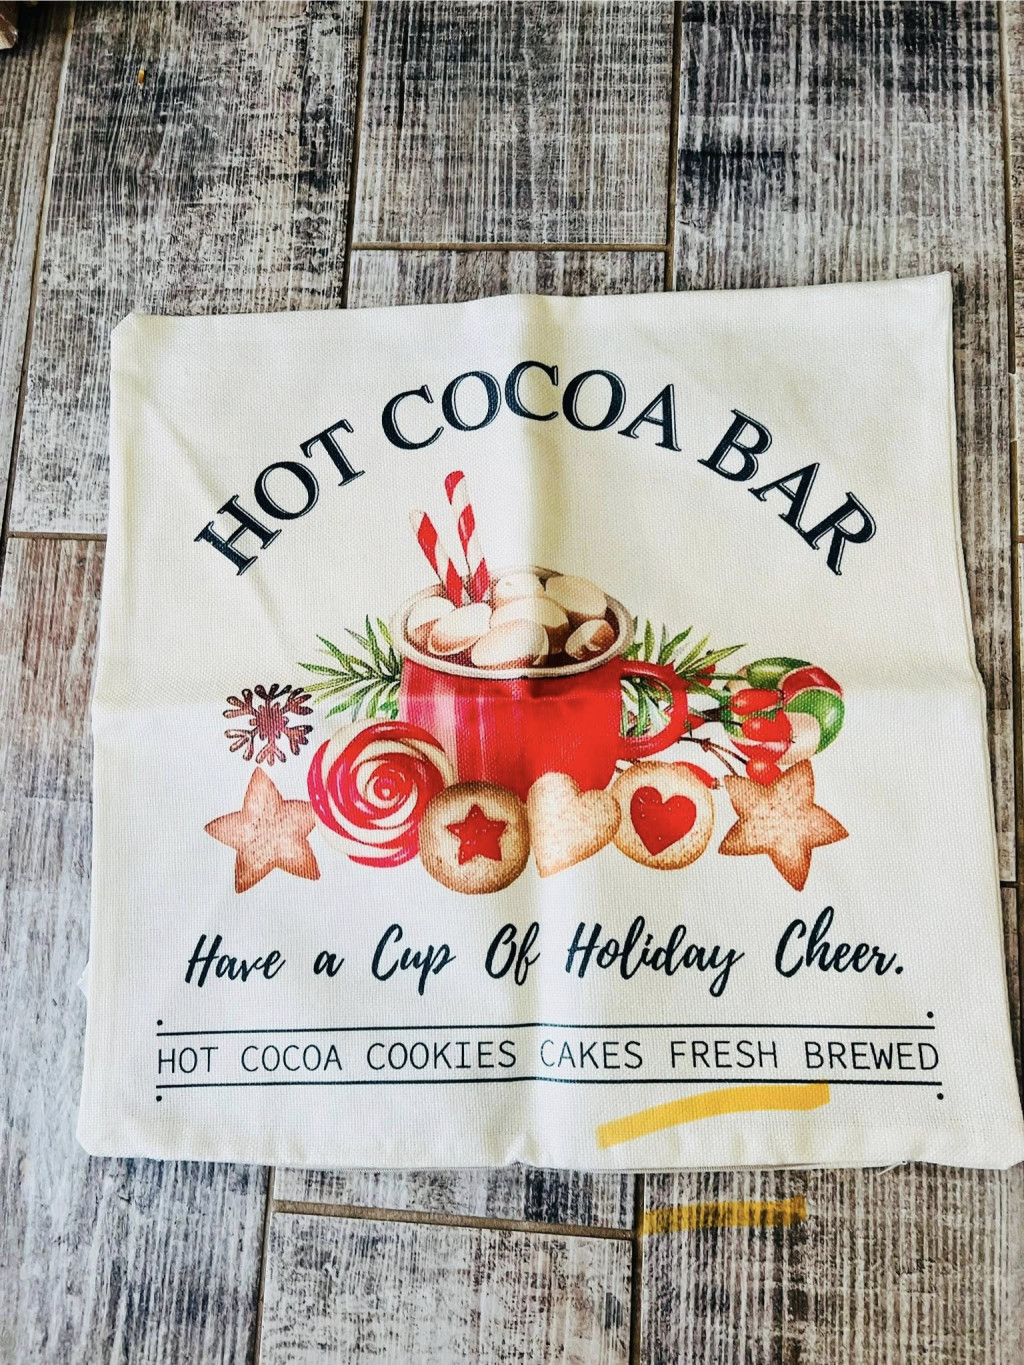 HOT COCOA BAR
Have a Cup Of Holiday Cheer.
HOT COCOA COOKIES CAKES FRESH BREWED